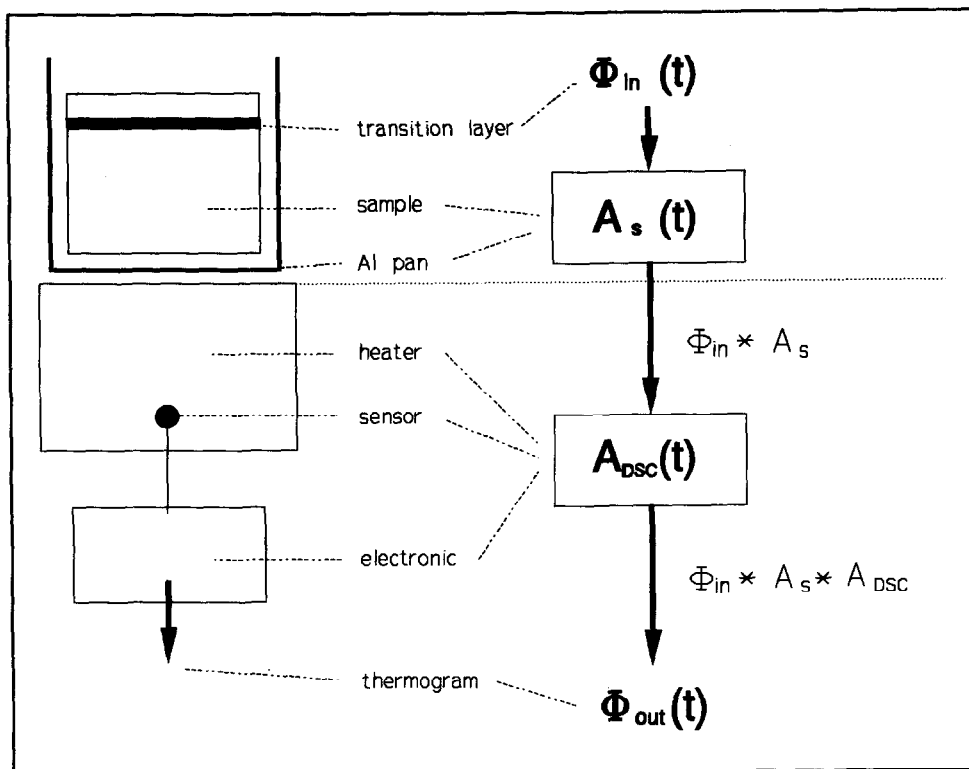 Φin (t)
transition layer
sample
As (t)
Al pan
Φin * As
heater
sensor
ADSC(t)
electronic
Φin * As * ADSC
thermogram
Φout(t)